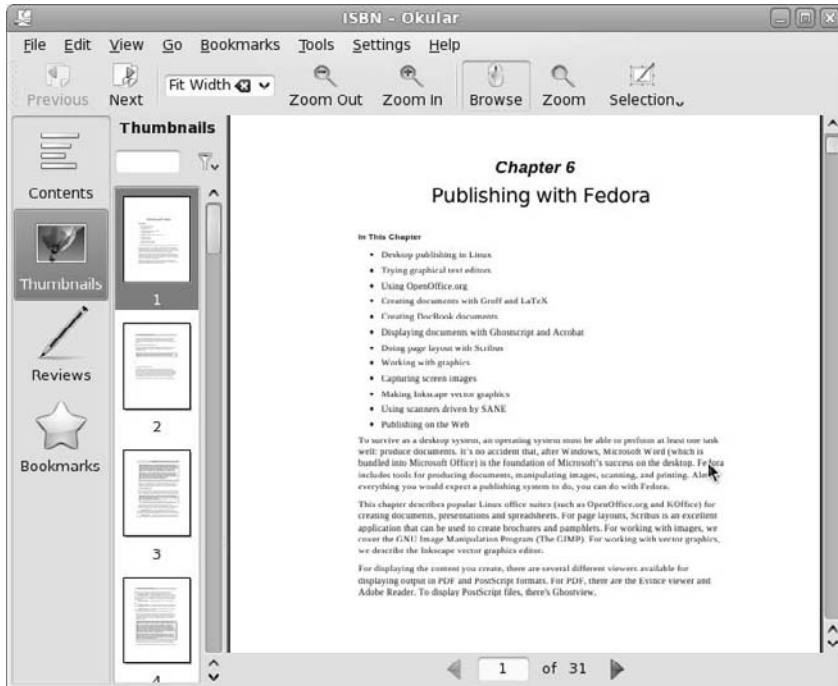 ISBN – Okular
File Edit View Go Bookmarks Tools Settings Help
Previous Next Fit Width Zoom Out Zoom In Browse Zoom Selection
Contents
Thumbnails
Reviews
Bookmarks
Thumbnails
1
2
3
4
Chapter 6
Publishing with Fedora
In This Chapter
• Desktop publishing in Linux
• Trying graphical text editors
• Using OpenOffice.org
• Creating documents with Groff and LaTeX
• Creating DocBook documents
• Displaying documents with Ghostscript and Acrobat
• Doing page layout with Scribus
• Working with graphics
• Capturing screen images
• Making Inkscape vector graphics
• Using scanners driven by SANE
• Publishing on the Web
To survive as a desktop system, an operating system must be able to perform at least one task
well: produce documents. It's no accident that, after Windows, Microsoft Word (which is
bundled into Microsoft Office) is the foundation of Microsoft's success on the desktop. Fedora
includes tools for producing documents, manipulating images, scanning, and printing.
everything you would expect a publishing system to do, you can do with Fedora.
This chapter describes popular Linux office suites (such as OpenOffice.org and KOffice) for
creating documents, presentations and spreadsheets. For page layouts, Scribus is an excellent
application that can be used to create brochures and pamphlets. For working with images, we
cover the GNU Image Manipulation Program (The GIMP). For working with vector graphics,
we describe the Inkscape vector graphics editor.
For displaying the content you create, there are several different viewers available for
displaying output in PDF and PostScript formats. For PDF, there are the Evince viewer and
Adobe Reader. To display PostScript files, there's Ghostview.
1 of 31